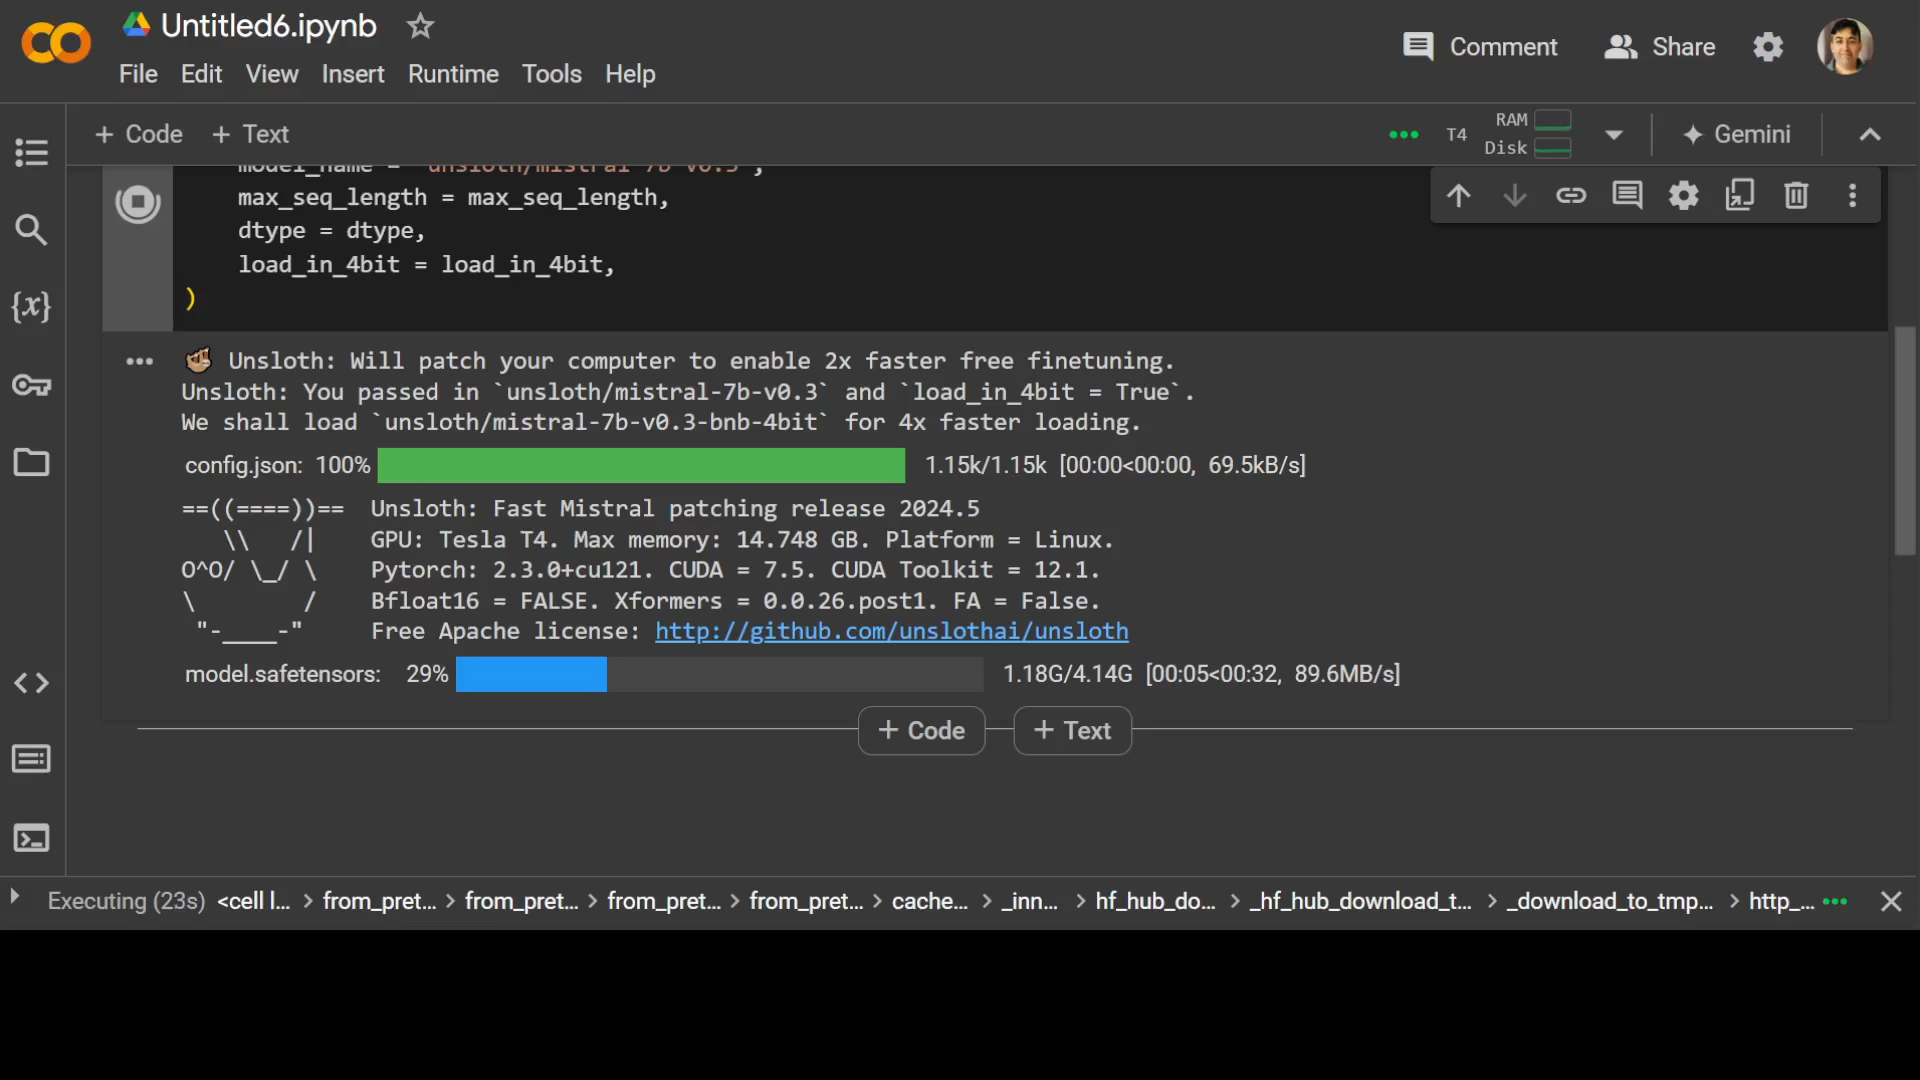 Untitled6.ipynb
File Edit View Insert Runtime Tools Help
Comment Share
+ Code + Text
T4 RAM Disk Gemini
model_name = "unsloth/mistral-7b-v0.3",
max_seq_length = max_seq_length,
dtype = dtype,
load_in_4bit = load_in_4bit,
)
🦥 Unsloth: Will patch your computer to enable 2x faster free finetuning.
Unsloth: You passed in `unsloth/mistral-7b-v0.3` and `load_in_4bit = True`.
We shall load `unsloth/mistral-7b-v0.3-bnb-4bit` for 4x faster loading.
config.json: 100% 1.15k/1.15k [00:00<00:00, 69.5kB/s]
==((====))== Unsloth: Fast Mistral patching release 2024.5
\\ /| GPU: Tesla T4. Max memory: 14.748 GB. Platform = Linux.
O^O/ \_/ \ Pytorch: 2.3.0+cu121. CUDA = 7.5. CUDA Toolkit = 12.1.
\ / Bfloat16 = FALSE. Xformers = 0.0.26.post1. FA = False.
"-____-" Free Apache license: http://github.com/unslothai/unsloth
model.safetensors: 29% 1.18G/4.14G [00:05<00:32, 89.6MB/s]
+ Code + Text
Executing (23s) <cell l... > from_pret... > from_pret... > from_pret... > from_pret... > cache... > _inn... > hf_hub_do... > _hf_hub_download_t... > _download_to_tmp... > http_...